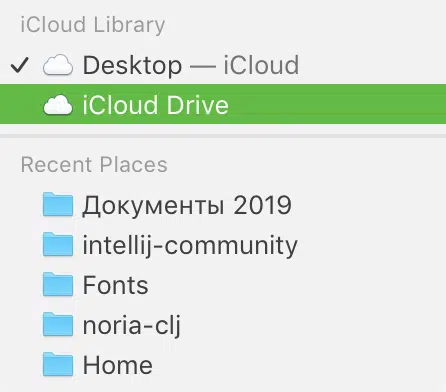 iCloud Library
Desktop — iCloud
iCloud Drive
Recent Places
Документы 2019
intellij-community
Fonts
noria-clj
Home